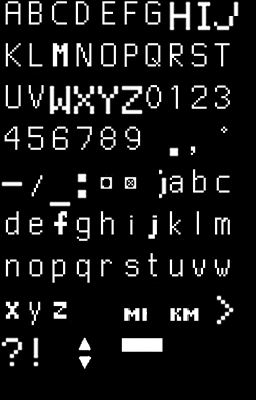 ABCDEFGHIJ
KLMNOPQRST
UVWXYZ0123
456789 . , °
- / _ : ¤ ¤ jabc
defghijklm
nopqrstuvw
xyz MI KM >
?! ▲▼